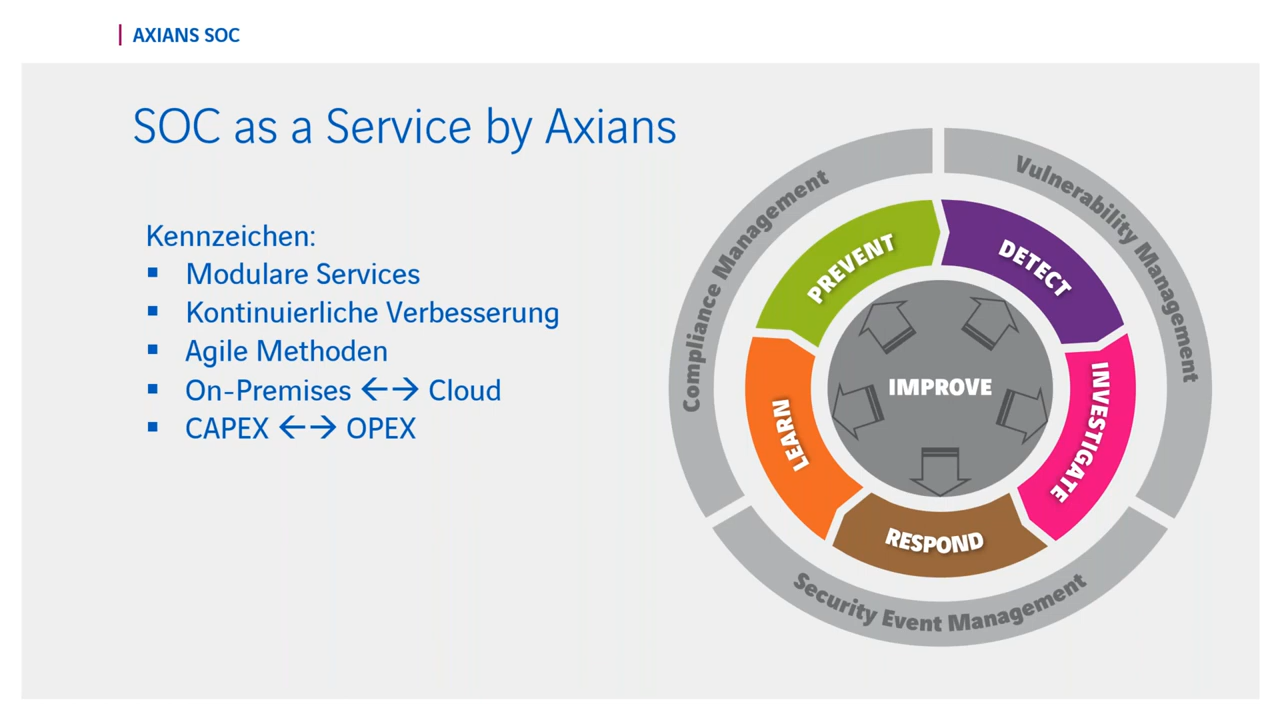 AXIANS SOC
SOC as a Service by Axians
Kennzeichen:
▪ Modulare Services
▪ Kontinuierliche Verbesserung
▪ Agile Methoden
▪ On-Premises ←→ Cloud
▪ CAPEX ←→ OPEX
Compliance Management
Vulnerability Management
Security Event Management
PREVENT
DETECT
INVESTIGATE
RESPOND
LEARN
IMPROVE